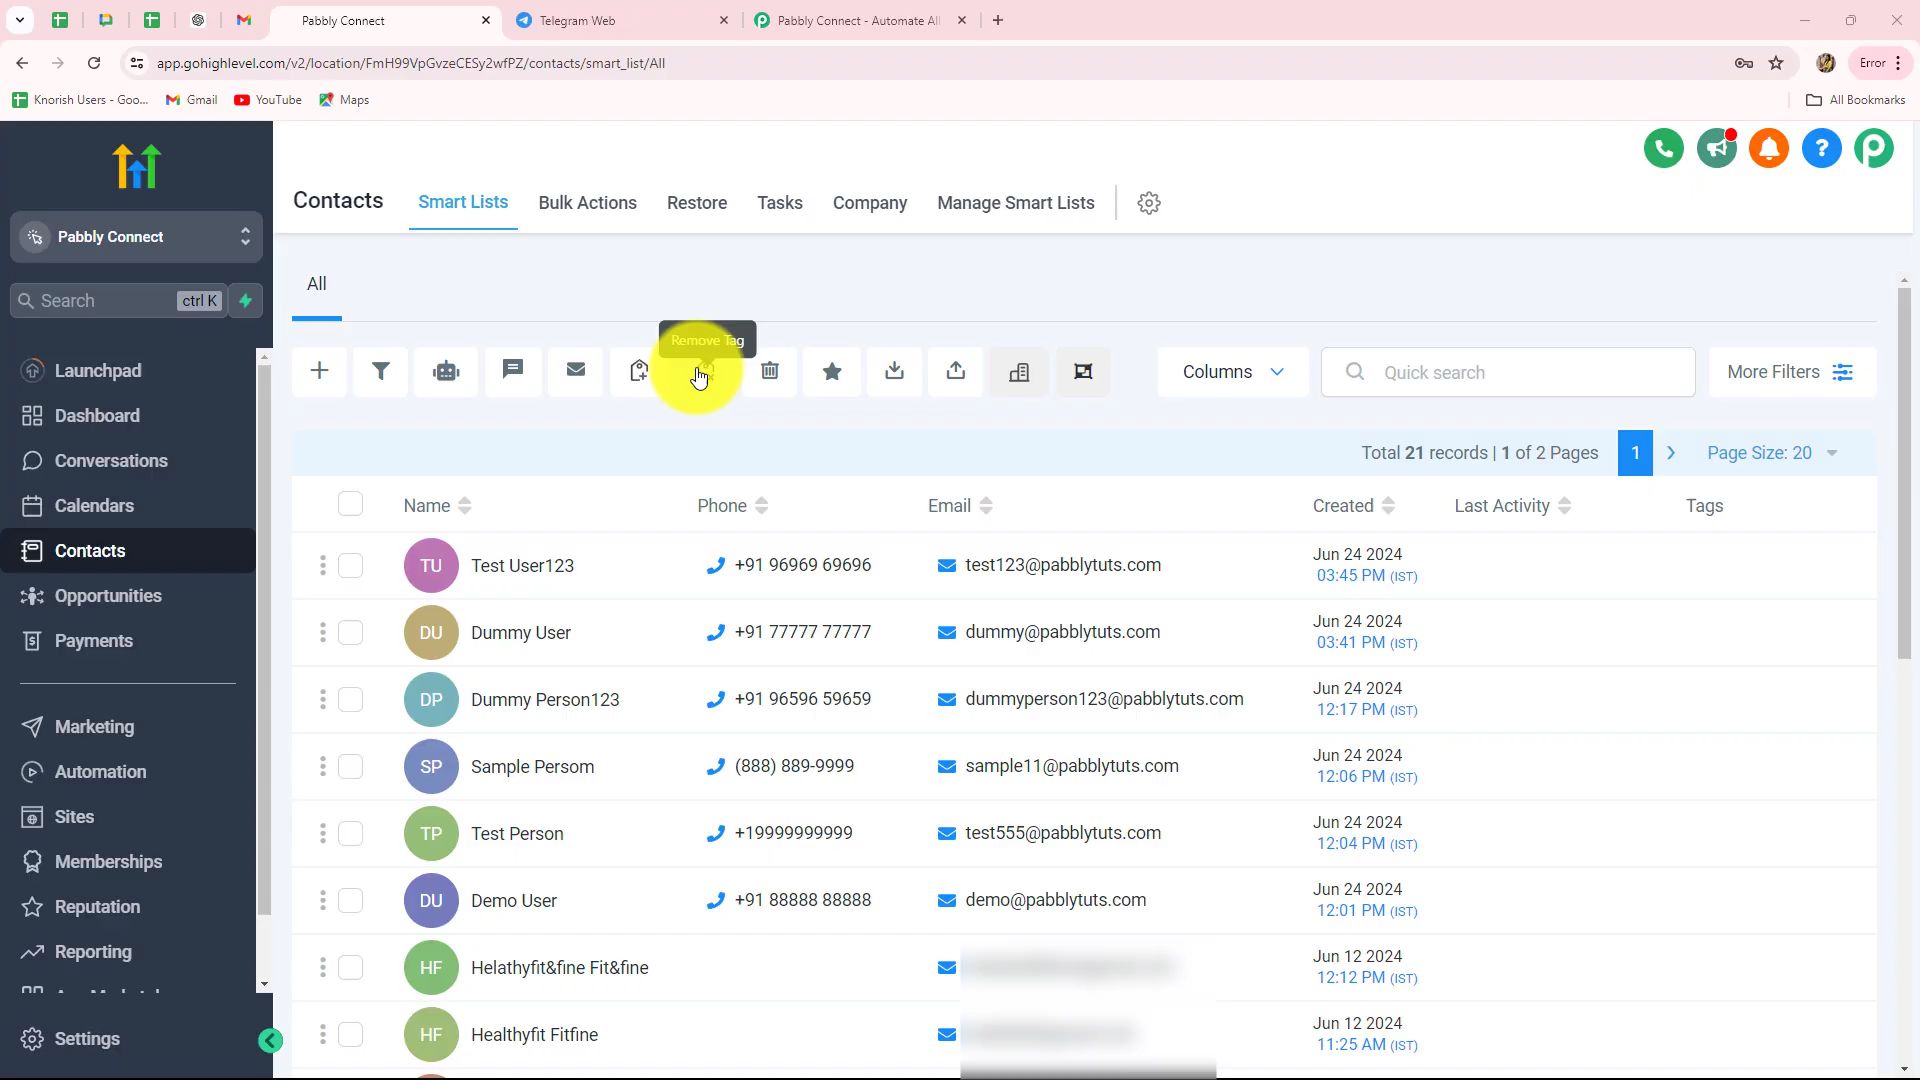 Pabbly Connect
Telegram Web
Pabbly Connect - Automate All
app.gohighlevel.com/v2/location/FmH99VpGvzeCESy2wfPZ/contacts/smart_list/All
Error
Knorish Users - Goo...
Gmail
YouTube
Maps
All Bookmarks
Pabbly Connect
Search
ctrl K
Launchpad
Dashboard
Conversations
Calendars
Contacts
Opportunities
Payments
Marketing
Automation
Sites
Memberships
Reputation
Reporting
Settings
Contacts
Smart Lists
Bulk Actions
Restore
Tasks
Company
Manage Smart Lists
All
Remove Tag
Columns
Quick search
More Filters
Total 21 records | 1 of 2 Pages
1
Page Size: 20
Name Phone Email Created Last Activity Tags
TU Test User123 +91 96969 69696 test123@pabblytuts.com Jun 24 2024
03:45 PM (IST)
DU Dummy User +91 77777 77777 dummy@pabblytuts.com Jun 24 2024
03:41 PM (IST)
DP Dummy Person123 +91 96596 59659 dummyperson123@pabblytuts.com Jun 24 2024
12:17 PM (IST)
SP Sample Persom (888) 889-9999 sample11@pabblytuts.com Jun 24 2024
12:06 PM (IST)
TP Test Person +19999999999 test555@pabblytuts.com Jun 24 2024
12:04 PM (IST)
DU Demo User +91 88888 88888 demo@pabblytuts.com Jun 24 2024
12:01 PM (IST)
HF Helathyfit&fine Fit&fine Jun 12 2024
12:12 PM (IST)
HF Healthyfit Fitfine Jun 12 2024
11:25 AM (IST)